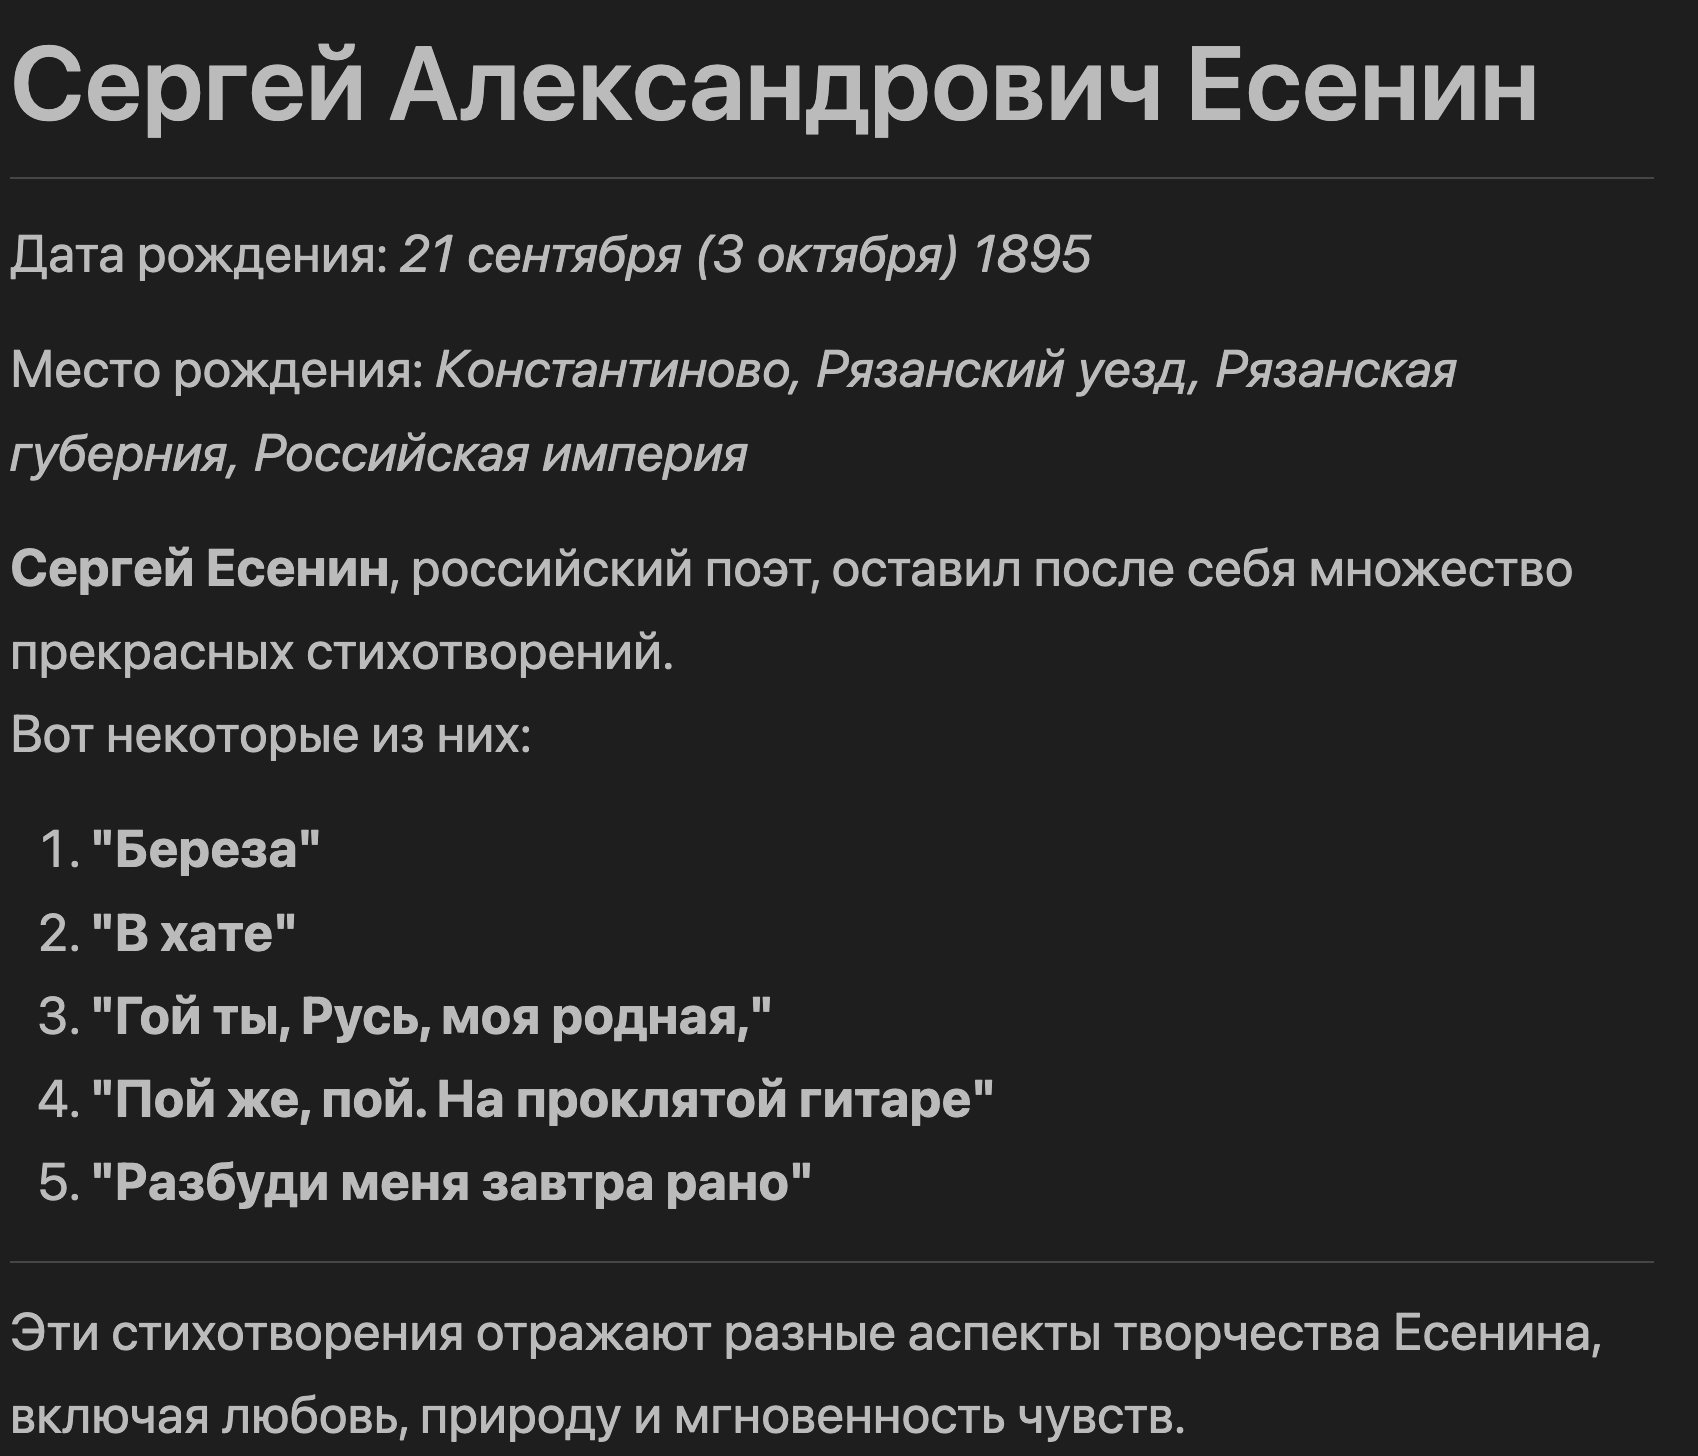 Сергей Александрович Есенин
Дата рождения: 21 сентября (3 октября) 1895
Место рождения: Константиново, Рязанский уезд, Рязанская
губерния, Российская империя
Сергей Есенин, российский поэт, оставил после себя множество
прекрасных стихотворений.
Вот некоторые из них:
1. "Береза"
2. "В хате"
3. "Гой ты, Русь, моя родная,"
4. "Пой же, пой. На проклятой гитаре"
5. "Разбуди меня завтра рано"
Эти стихотворения отражают разные аспекты творчества Есенина,
включая любовь, природу и мгновенность чувств.